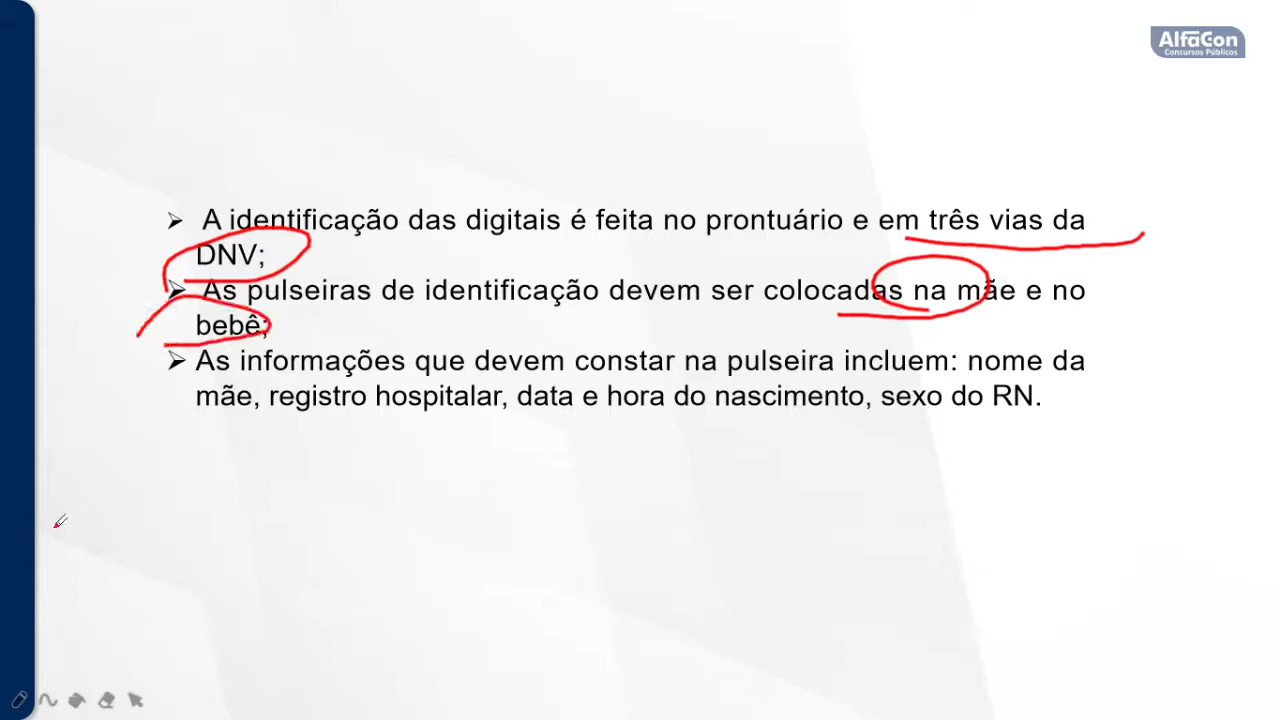 AlfaCon
Concursos Públicos
➢ A identificação das digitais é feita no prontuário e em três vias da
DNV;
➢ As pulseiras de identificação devem ser colocadas na mãe e no
bebê;
➢ As informações que devem constar na pulseira incluem: nome da
mãe, registro hospitalar, data e hora do nascimento, sexo do RN.